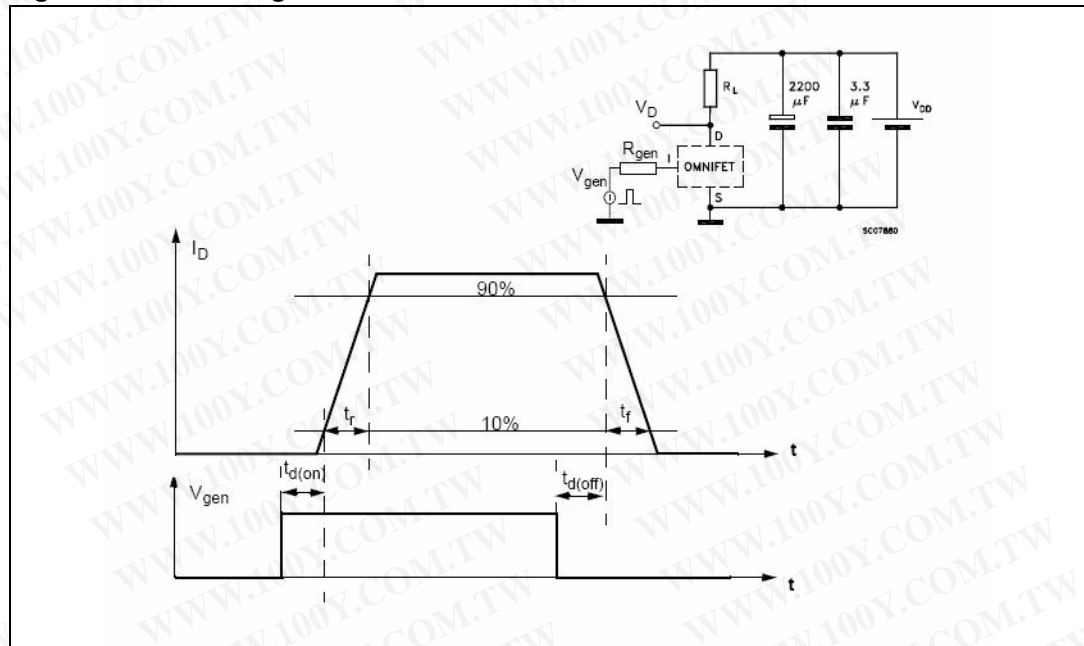 2200
μF
3.3
μF
R_L
V_DD
V_D
D
R_gen
I
OMNIFET
V_gen
S
SC07880
I_D
90%
t_r
10%
t_f
t
t_d(on)
t_d(off)
V_gen
t
WWW.100Y.COM.TW